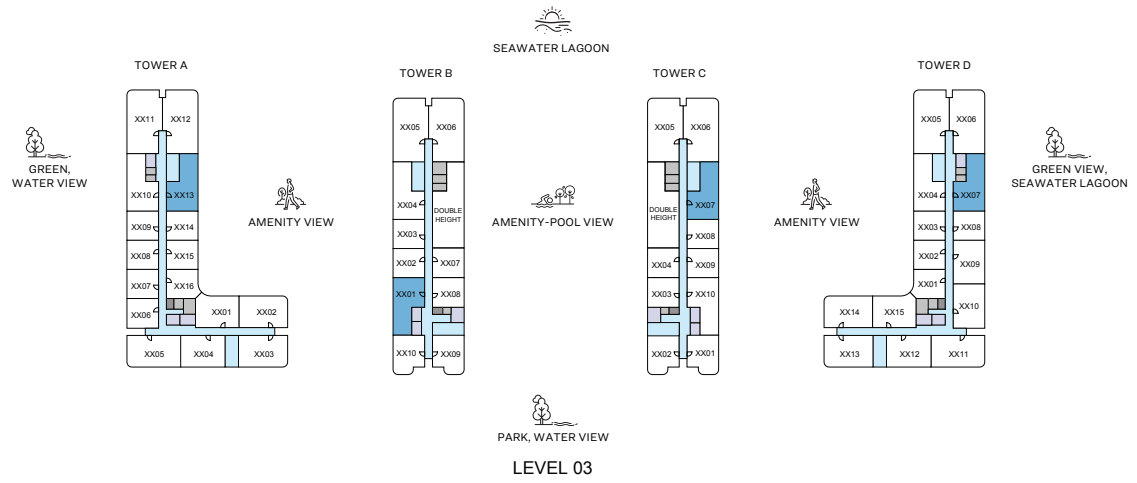 SEAWATER LAGOON
TOWER A
TOWER B
TOWER C
TOWER D
GREEN,
WATER VIEW
AMENITY VIEW
AMENITY-POOL VIEW
AMENITY VIEW
GREEN VIEW,
SEAWATER LAGOON
XX11 XX12
XX10 XX13
XX09 XX14
XX08 XX15
XX07 XX16
XX06 XX01 XX02
XX05 XX04 XX03
XX05 XX06
XX04 DOUBLE
HEIGHT
XX03
XX02 XX07
XX01 XX08
XX10 XX09
XX05 XX06
XX07
DOUBLE
HEIGHT
XX08
XX04 XX09
XX03 XX10
XX02 XX01
XX05 XX06
XX04 XX07
XX03 XX08
XX02 XX09
XX01
XX10
XX14 XX15
XX13 XX12 XX11
PARK, WATER VIEW
LEVEL 03